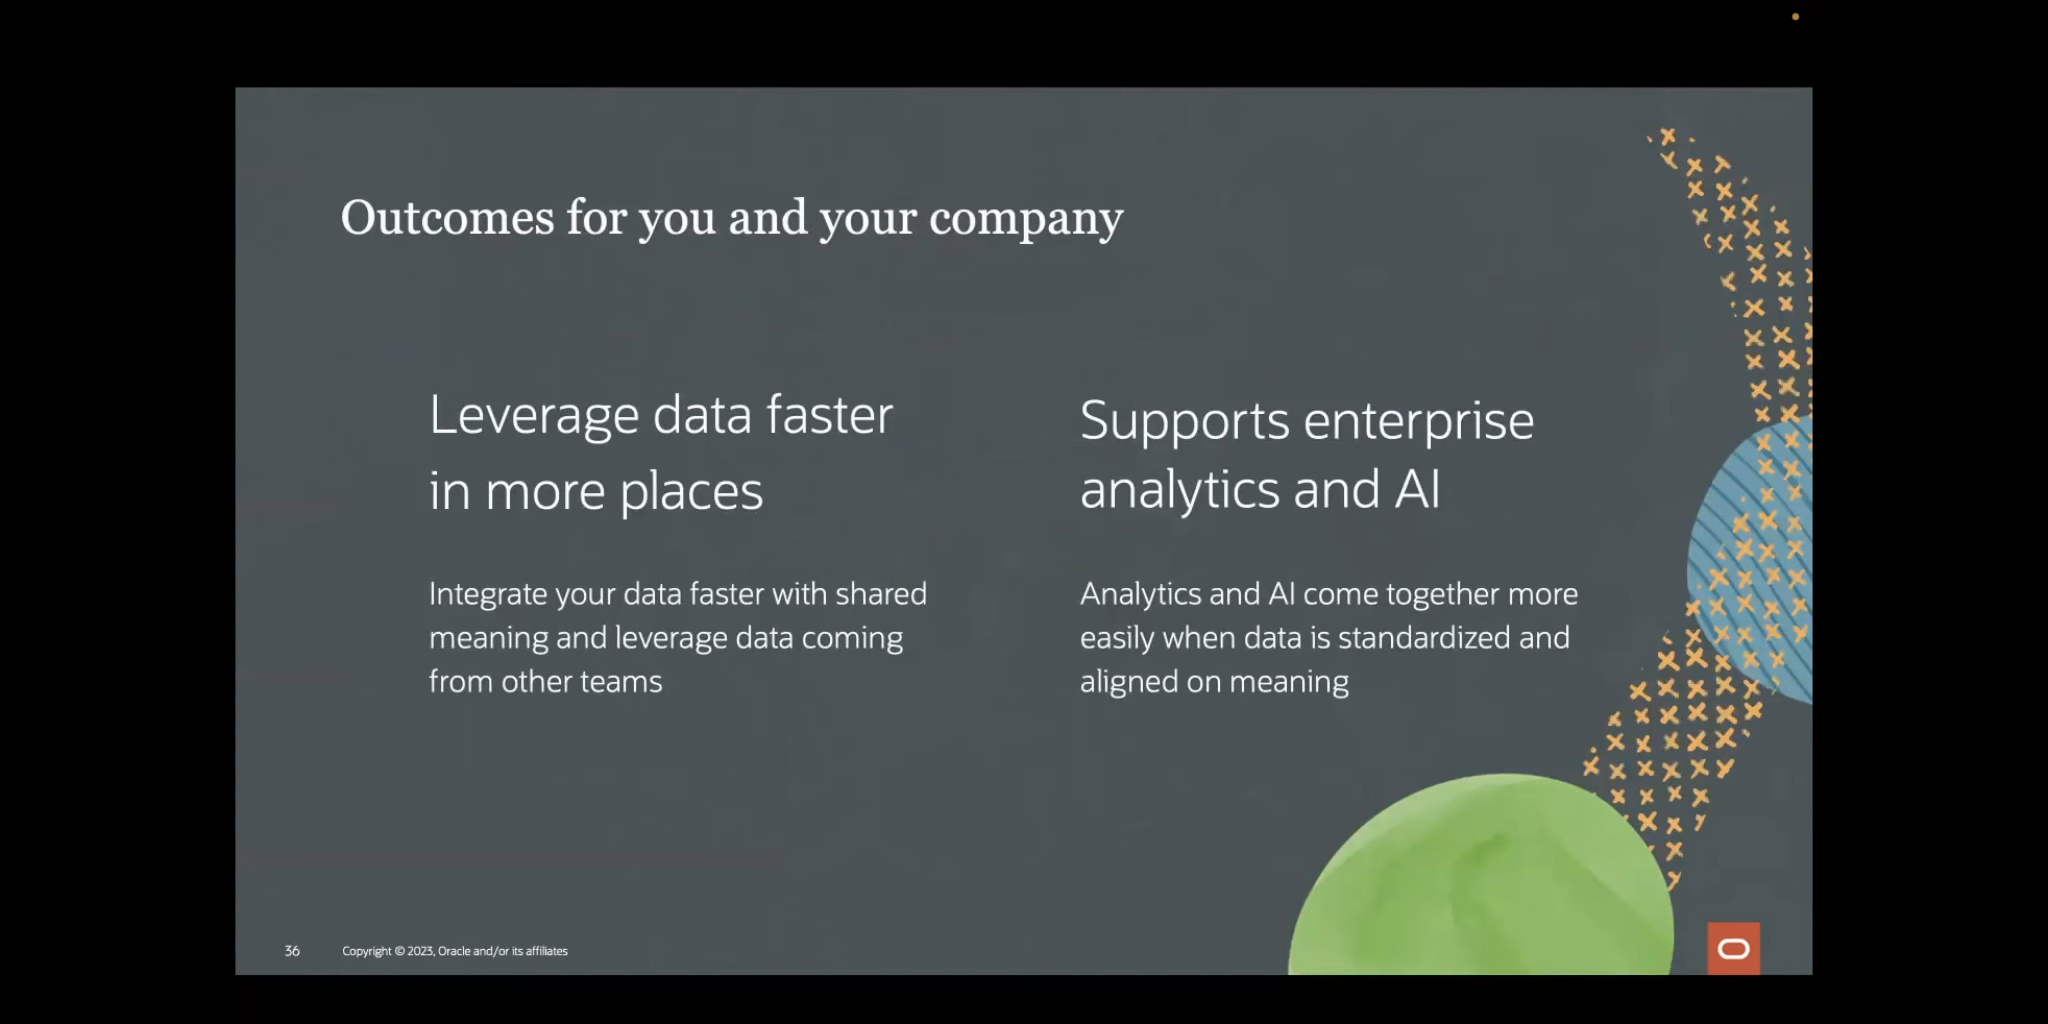 Outcomes for you and your company
Leverage data faster
in more places
Integrate your data faster with shared
meaning and leverage data coming
from other teams
Supports enterprise
analytics and AI
Analytics and AI come together more
easily when data is standardized and
aligned on meaning
36
Copyright © 2023, Oracle and/or its affiliates